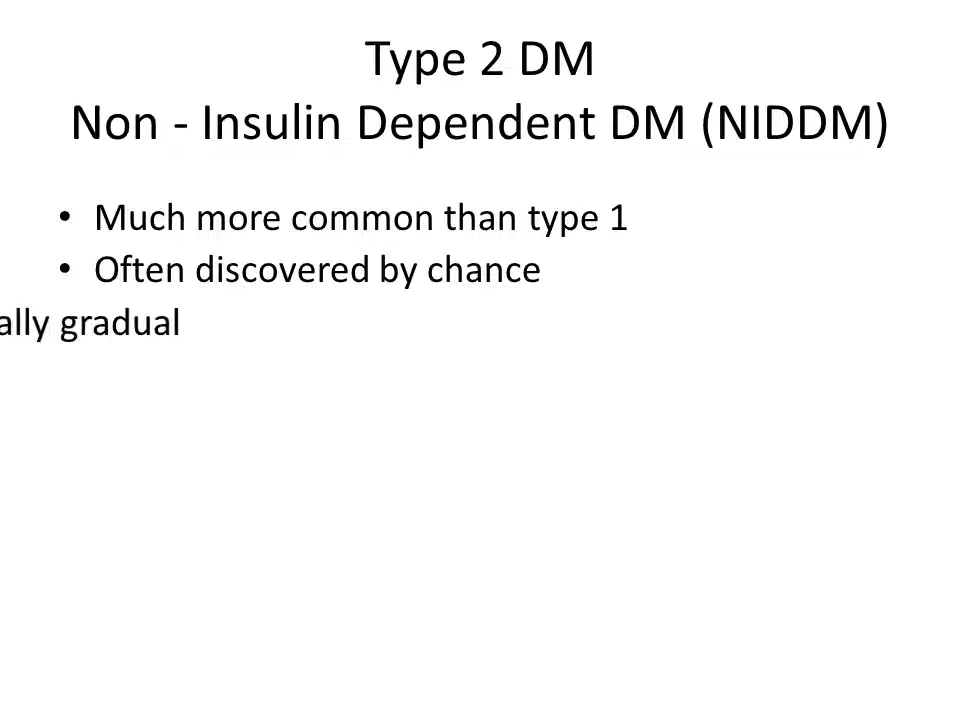 Type 2 DM
Non - Insulin Dependent DM (NIDDM)
• Much more common than type 1
• Often discovered by chance
ally gradual